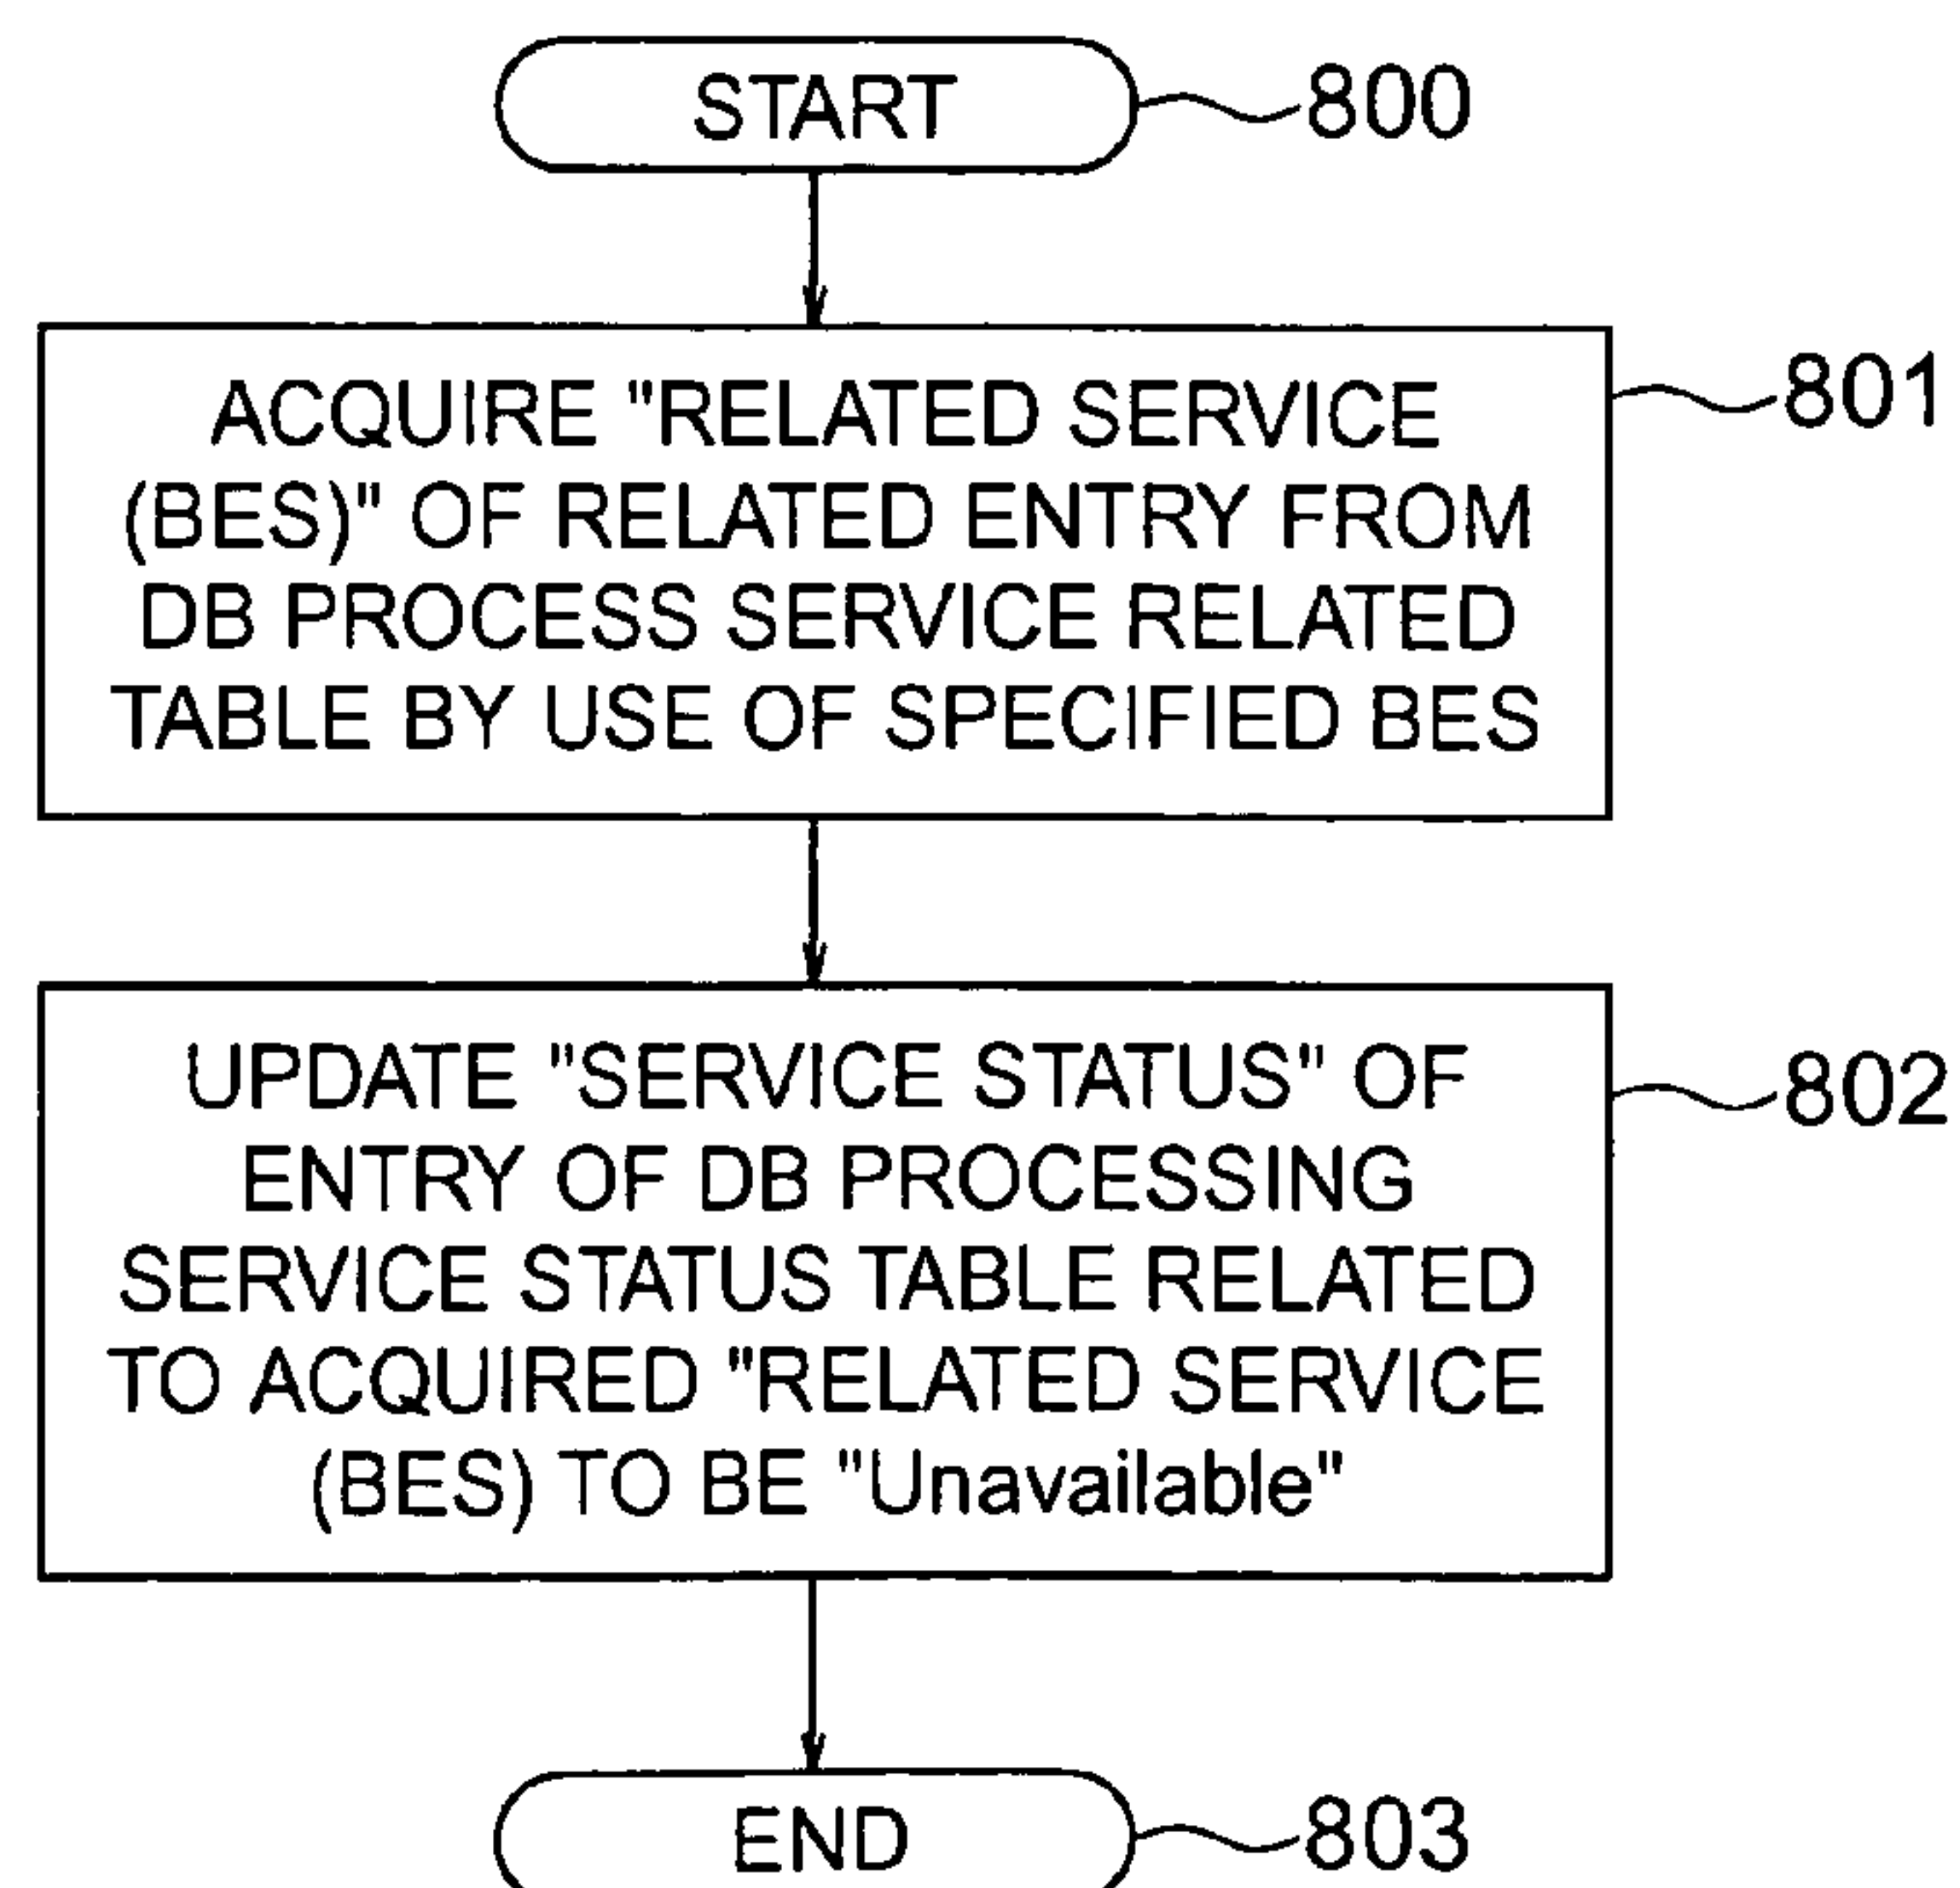 START
800
ACQUIRE "RELATED SERVICE
(BES)" OF RELATED ENTRY FROM
DB PROCESS SERVICE RELATED
TABLE BY USE OF SPECIFIED BES
801
UPDATE "SERVICE STATUS" OF
ENTRY OF DB PROCESSING
SERVICE STATUS TABLE RELATED
TO ACQUIRED "RELATED SERVICE
(BES) TO BE "Unavailable"
802
END
803